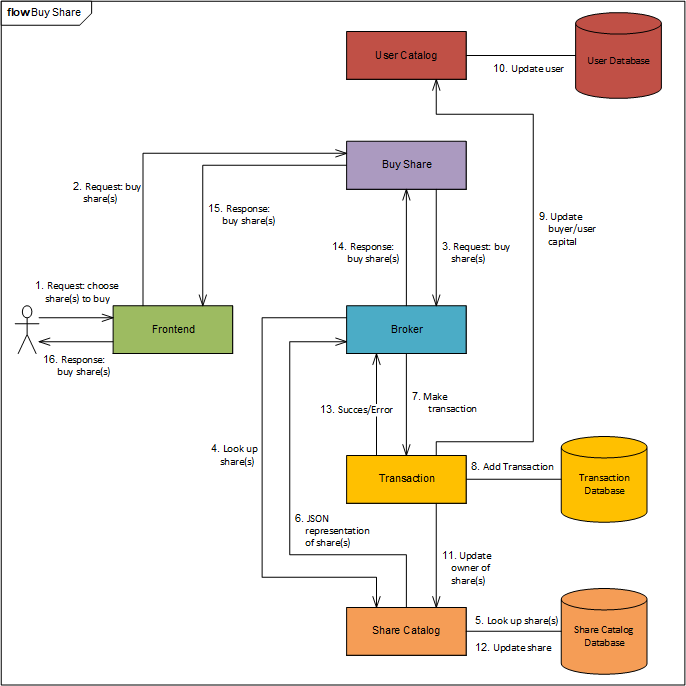 flow Buy Share
User Catalog
User Database
10. Update user
Buy Share
2. Request: buy
share(s)
15. Response:
buy share(s)
14. Response:
buy share(s)
3. Request: buy
share(s)
9. Update
buyer/user
capital
1. Request: choose
share(s) to buy
Frontend
Broker
16. Response:
buy share(s)
13. Succes/Error
7. Make
transaction
4. Look up
share(s)
Transaction
8. Add Transaction
Transaction
Database
6. JSON
representation
of share(s)
11. Update
owner of
share(s)
Share Catalog
5. Look up share(s)
12. Update share
Share Catalog
Database